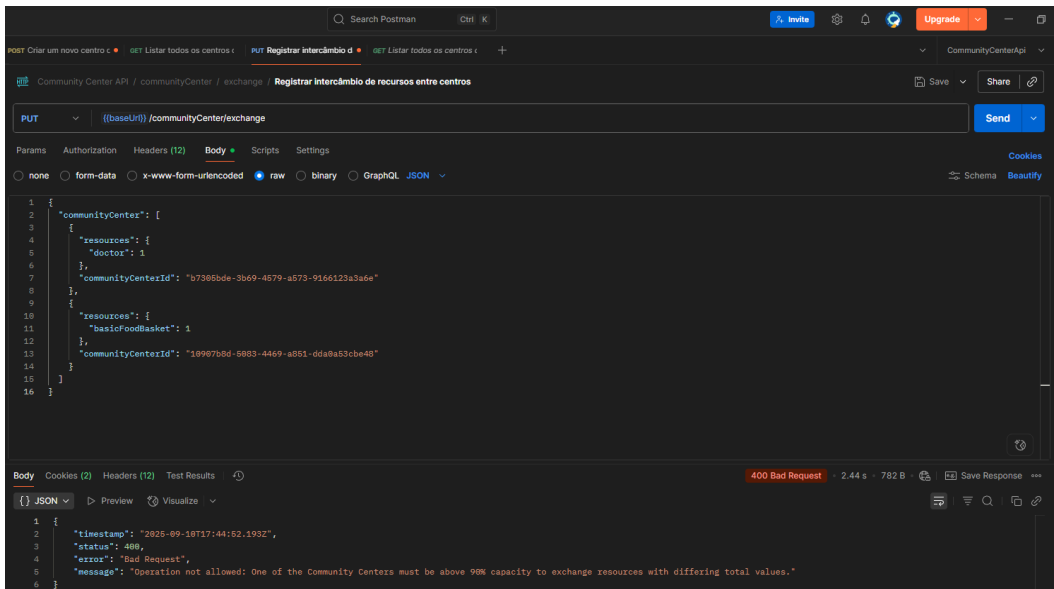 Search Postman Ctrl K Invite Upgrade
POST Criar um novo centro c GET Listar todos os centros c PUT Registrar intercâmbio d GET Listar todos os centros c CommunityCenterApi
HTTP Community Center API / communityCenter / exchange / Registrar intercâmbio de recursos entre centros Save Share
PUT {{baseUrl}} /communityCenter/exchange Send
Params Authorization Headers (12) Body Scripts Settings Cookies
none form-data x-www-form-urlencoded raw binary GraphQL JSON Schema Beautify
1 {
2 "communityCenter": [
3 {
4 "resources": {
5 "doctor": 1
6 },
7 "communityCenterId": "b7305bde-3b69-4579-a573-9166123a3a6e"
8 },
9 {
10 "resources": {
11 "basicFoodBasket": 1
12 },
13 "communityCenterId": "10907b8d-5083-4469-a851-dda0a53cbe48"
14 }
15 ]
16 }
Body Cookies (2) Headers (12) Test Results 400 Bad Request 2.44 s 782 B Save Response
{} JSON Preview Visualize
1 {
2 "timestamp": "2025-09-10T17:44:52.193Z",
3 "status": 400,
4 "error": "Bad Request",
5 "message": "Operation not allowed: One of the Community Centers must be above 90% capacity to exchange resources with differing total values."
6 }